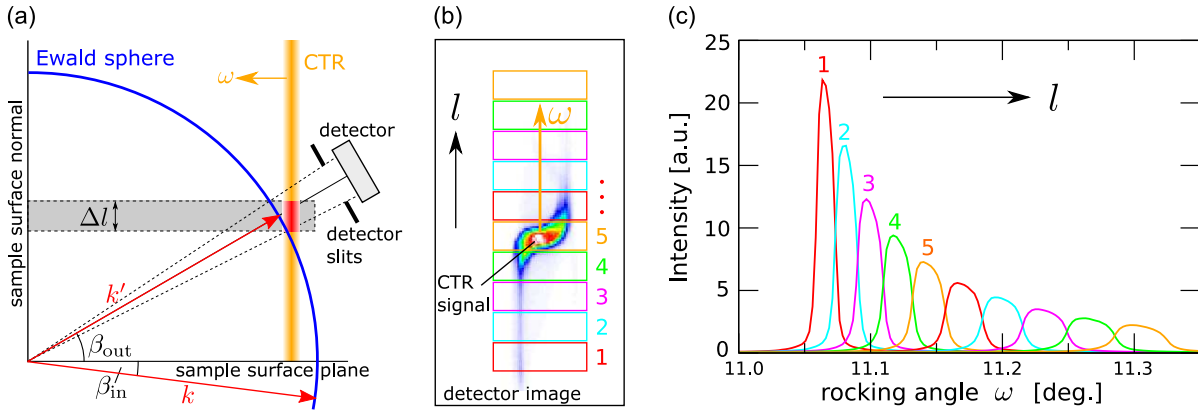 (a)
Ewald sphere
CTR
ω
detector
detector
slits
Δl
k′
βout
βin
k
sample surface plane
sample surface normal
(b)
l
ω
5
4
3
2
1
CTR
signal
detector image
(c)
Intensity [a.u.]
25
20
15
10
5
0
1
2
3
4
5
l
11.0
11.1
11.2
11.3
rocking angle ω [deg.]